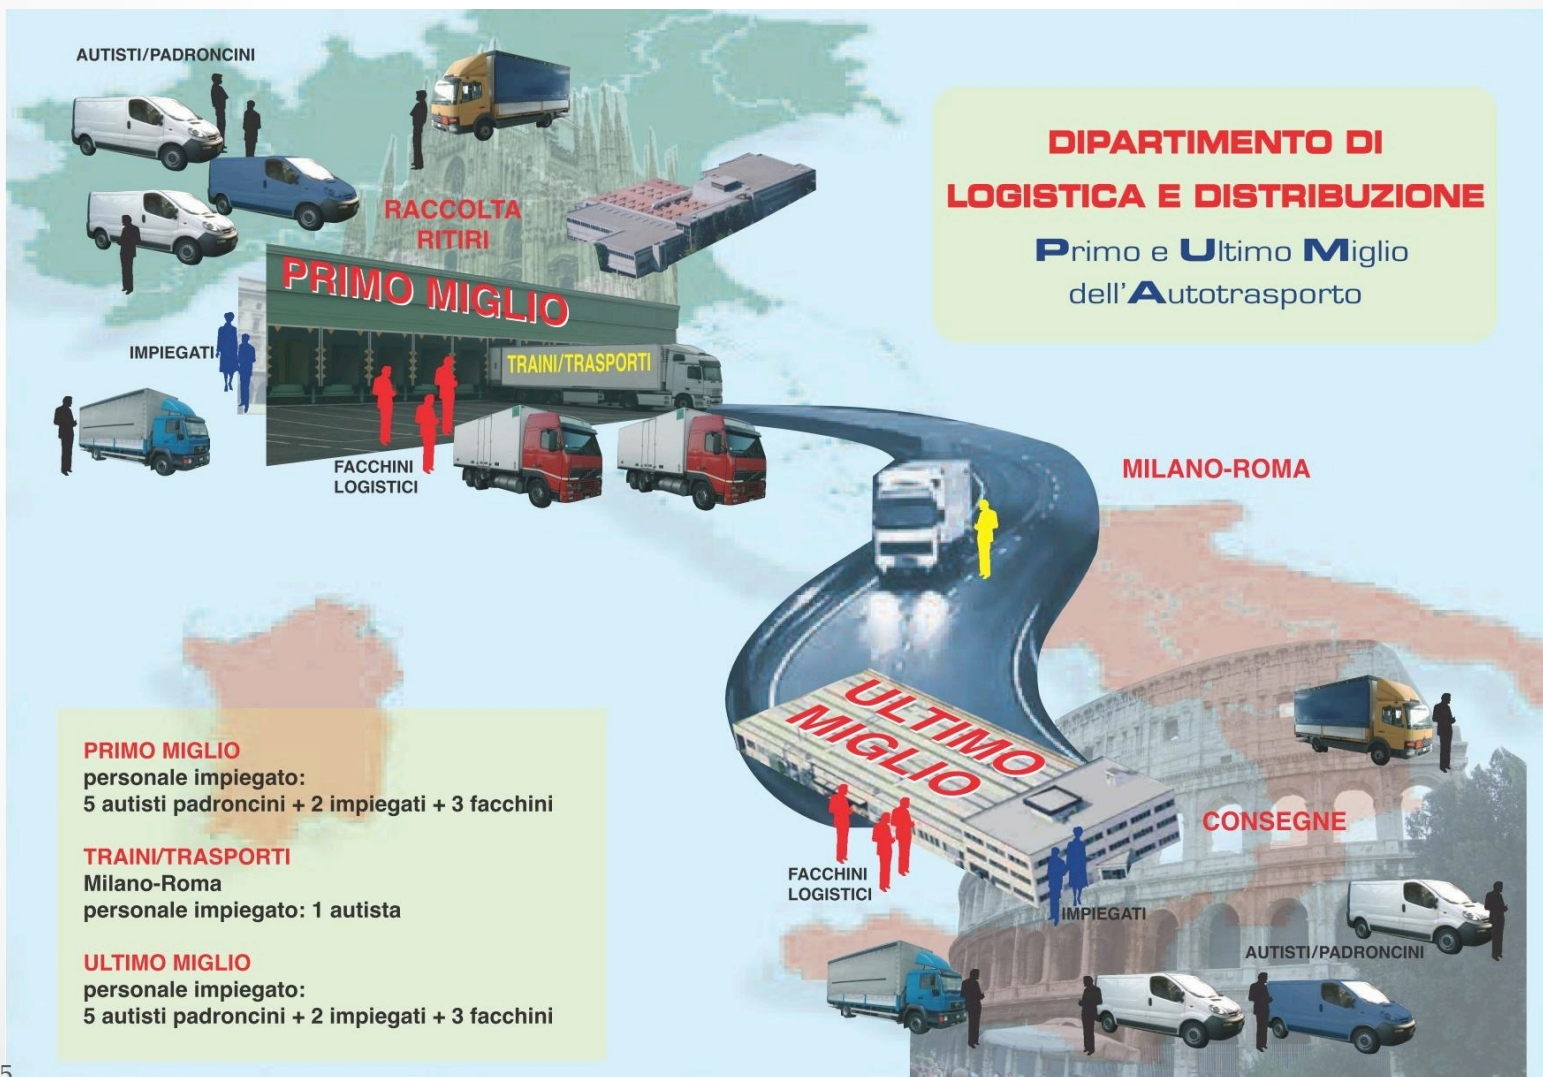 AUTISTI/PADRONCINI
DIPARTIMENTO DI
LOGISTICA E DISTRIBUZIONE
Primo e Ultimo Miglio
dell'Autotrasporto
RACCOLTA
RITIRI
PRIMO MIGLIO
IMPIEGATI
TRAINI/TRASPORTI
FACCHINI
LOGISTICI
MILANO-ROMA
ULTIMO
MIGLIO
CONSEGNE
FACCHINI
LOGISTICI
IMPIEGATI
AUTISTI/PADRONCINI
PRIMO MIGLIO
personale impiegato:
5 autisti padroncini + 2 impiegati + 3 facchini
TRAINI/TRASPORTI
Milano-Roma
personale impiegato: 1 autista
ULTIMO MIGLIO
personale impiegato:
5 autisti padroncini + 2 impiegati + 3 facchini
5